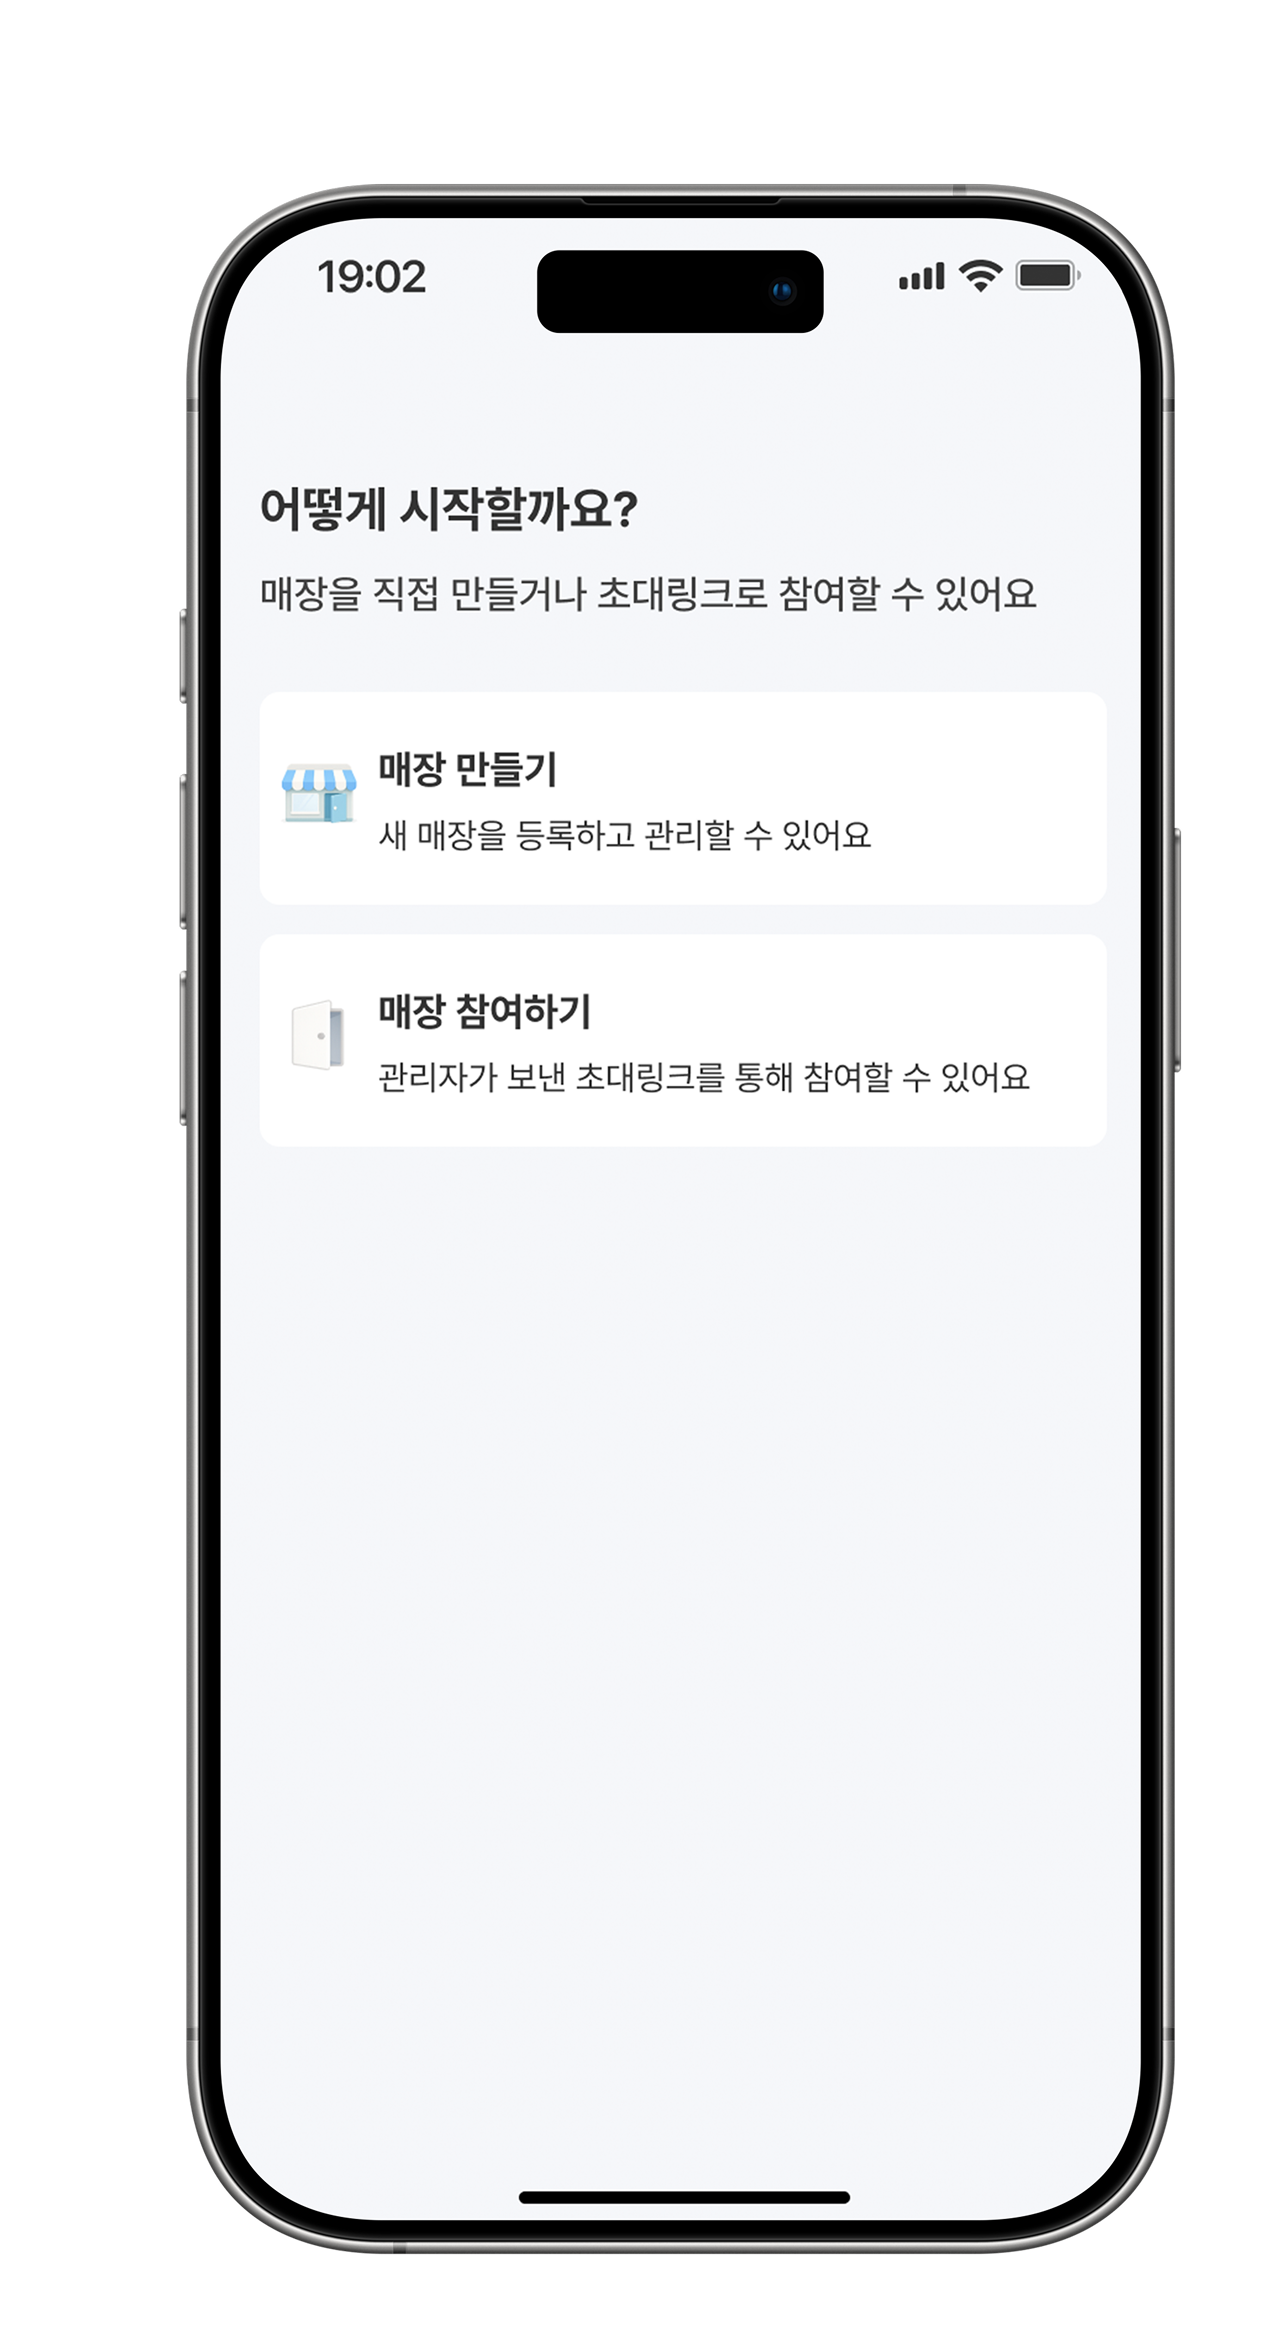 19:02
어떻게 시작할까요?
매장을 직접 만들거나 초대링크로 참여할 수 있어요
매장 만들기
새 매장을 등록하고 관리할 수 있어요
매장 참여하기
관리자가 보낸 초대링크를 통해 참여할 수 있어요